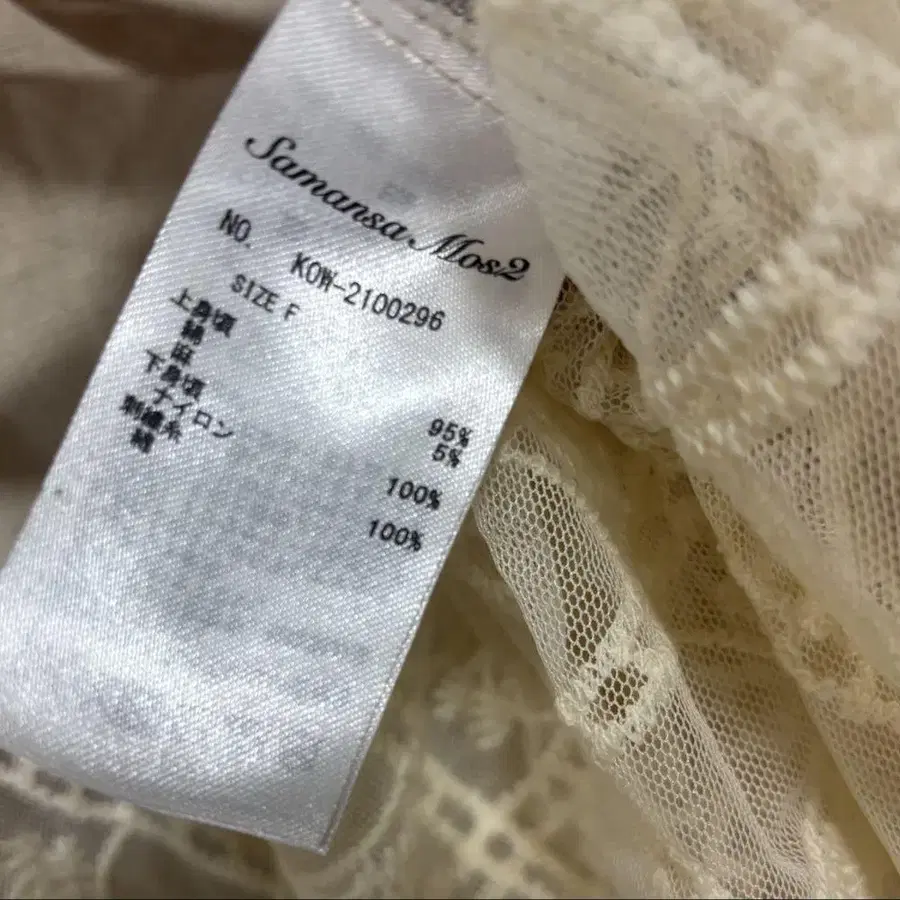 Samansa Mos2
NO. KOW-2100296
SIZE F
上身頃
綿 95%
麻 5%
下身頃
ナイロン 100%
刺繍糸
綿 100%